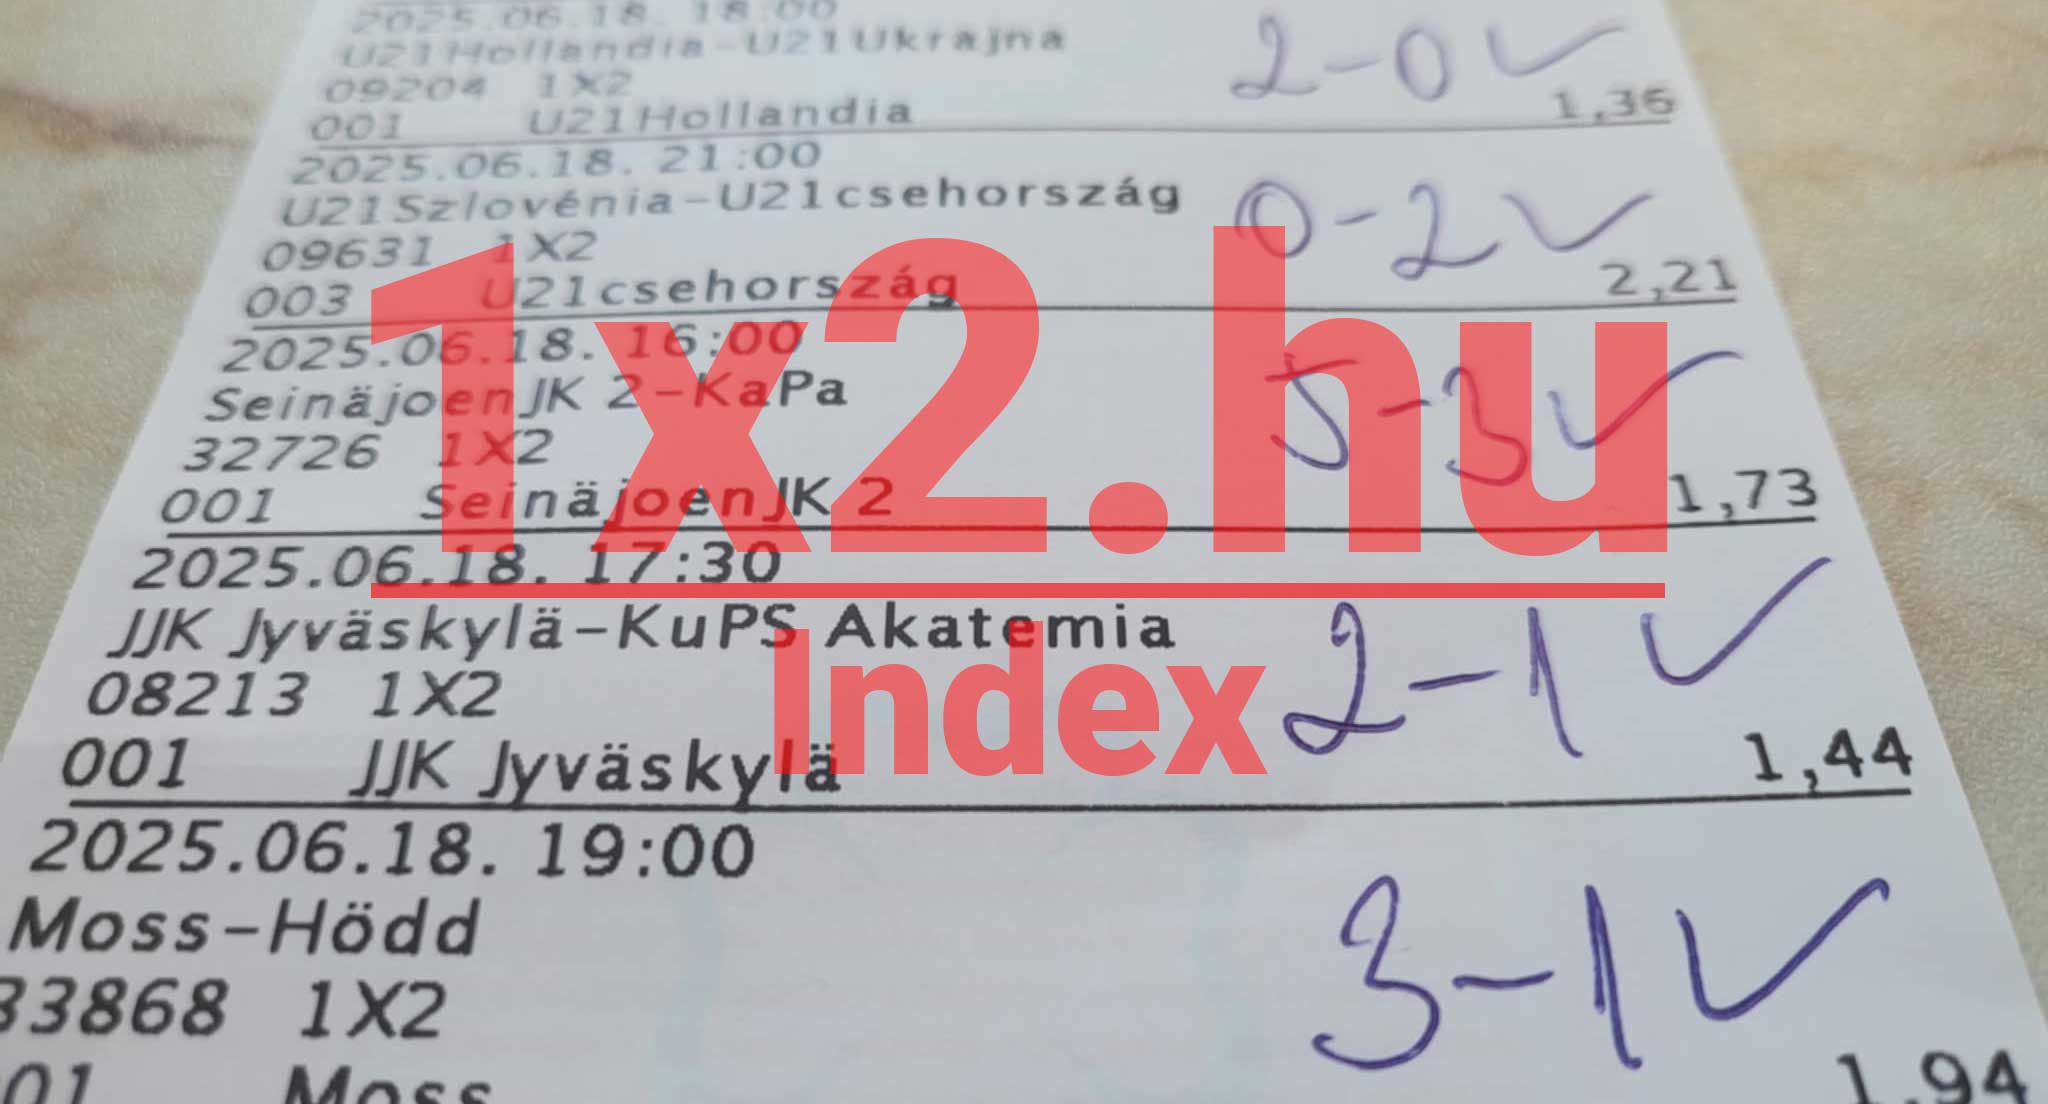 2025.06.18. 18:00
U21Hollandia-U21Ukrajna
2-0 ✓
09204 1X2
001 U21Hollandia 1,36
2025.06.18. 21:00
U21Szlovénia-U21csehország
0-2 ✓
09631 1X2
003 U21csehország 2,21
2025.06.18. 16:00
SeinäjoenJK 2-KaPa
5-3 ✓
32726 1X2
001 SeinäjoenJK 2 1,73
2025.06.18. 17:30
JJK Jyväskylä-KuPS Akatemia
2-1 ✓
08213 1X2
001 JJK Jyväskylä 1,44
2025.06.18. 19:00
Moss-Hödd
3-1 ✓
33868 1X2
001 Moss 1,94
1x2.hu
Index